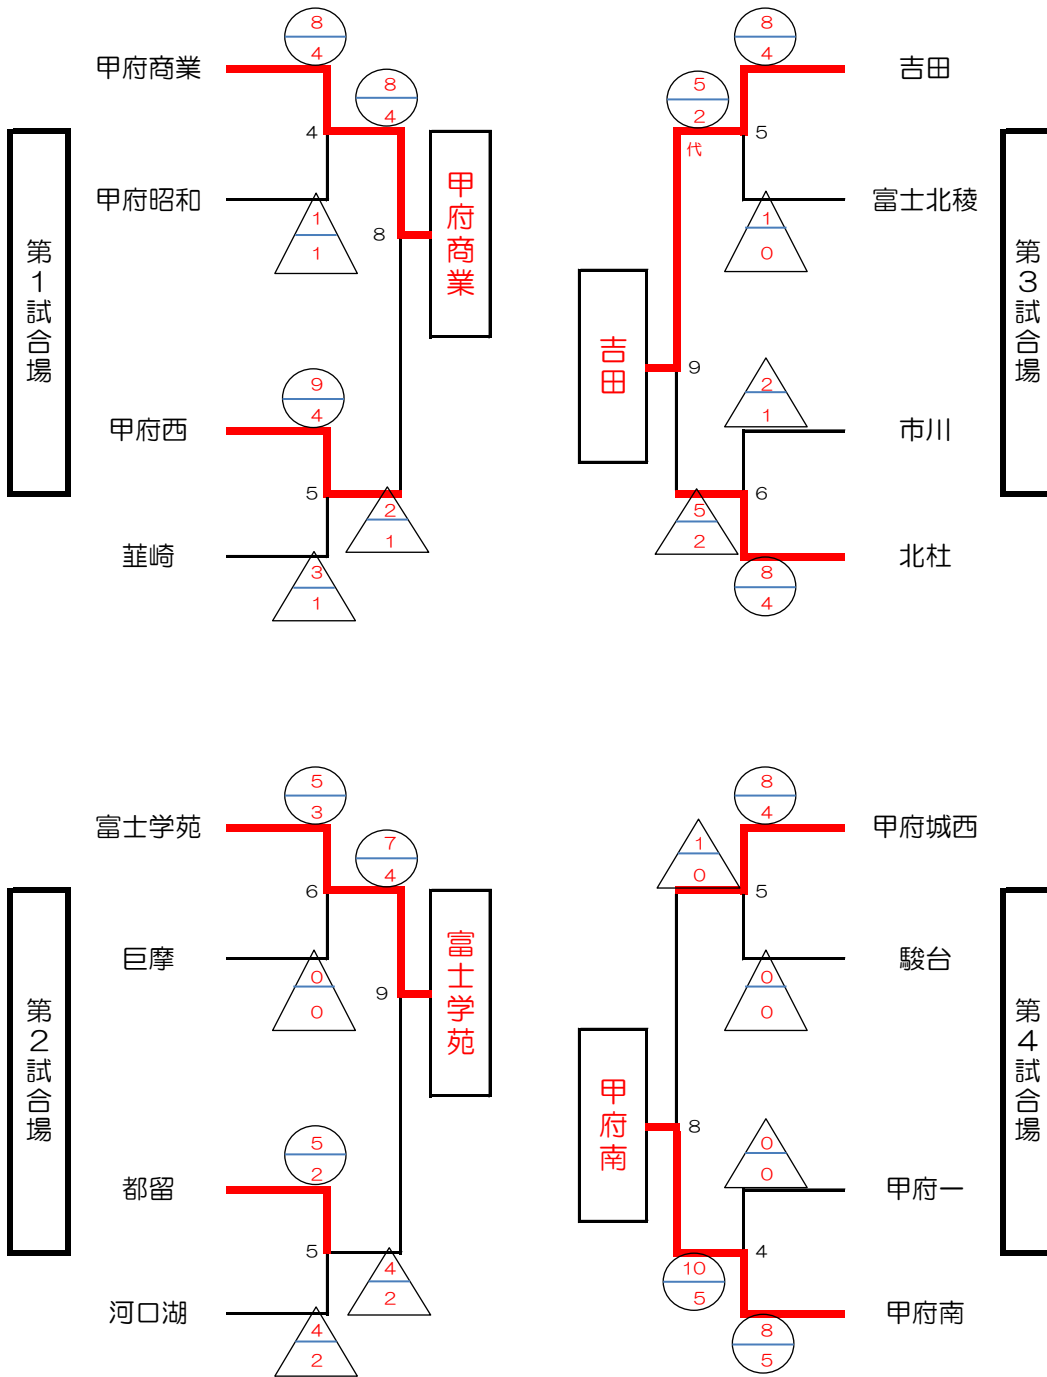 第1試合場
甲府商業
8
4
4
甲府昭和
1
1
8
4
8
甲府商業
甲府西
9
4
5
韮崎
3
1
2
1
第3試合場
吉田
8
4
5
富士北稜
1
0
5
2
代
9
吉田
市川
2
1
6
北杜
8
4
5
2
第2試合場
富士学苑
5
3
6
巨摩
0
0
7
4
9
富士学苑
都留
5
2
5
河口湖
4
2
4
2
第4試合場
甲府城西
8
4
5
駿台
0
0
1
0
8
甲府南
甲府一
0
0
4
甲府南
8
5
10
5